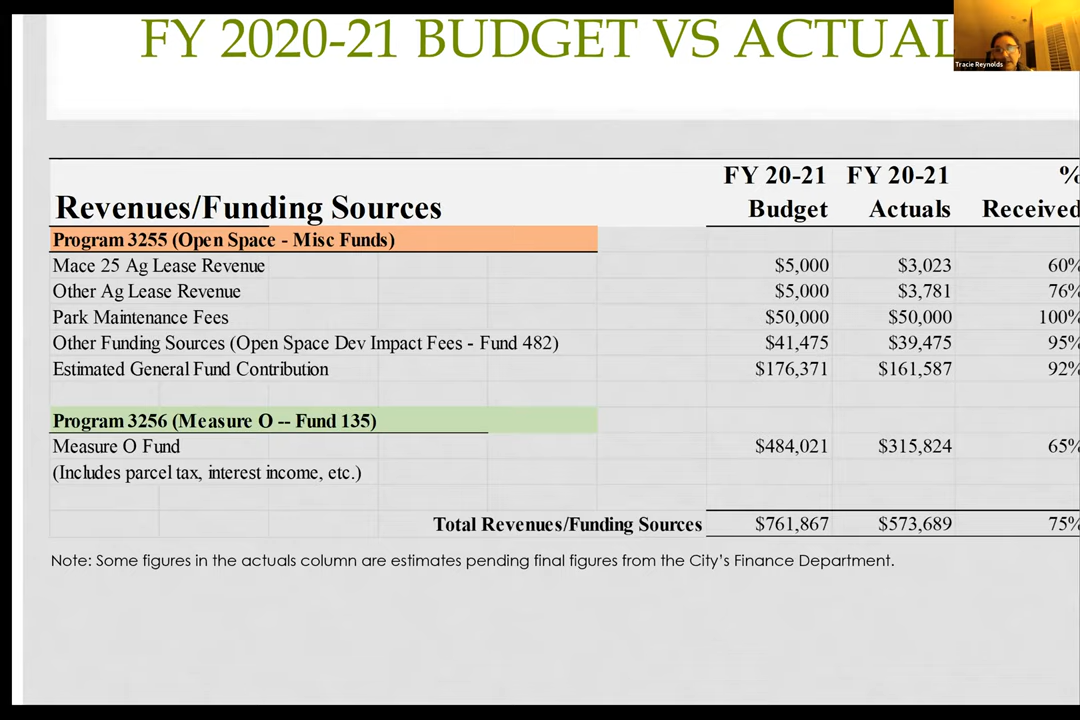 FY 2020-21 BUDGET VS ACTUAL
Tracie Reynolds
FY 20-21 FY 20-21 %
Revenues/Funding Sources Budget Actuals Received
Program 3255 (Open Space - Misc Funds)
Mace 25 Ag Lease Revenue $5,000 $3,023 60%
Other Ag Lease Revenue $5,000 $3,781 76%
Park Maintenance Fees $50,000 $50,000 100%
Other Funding Sources (Open Space Dev Impact Fees - Fund 482) $41,475 $39,475 95%
Estimated General Fund Contribution $176,371 $161,587 92%
Program 3256 (Measure O -- Fund 135)
Measure O Fund $484,021 $315,824 65%
(Includes parcel tax, interest income, etc.)
Total Revenues/Funding Sources $761,867 $573,689 75%
Note: Some figures in the actuals column are estimates pending final figures from the City’s Finance Department.